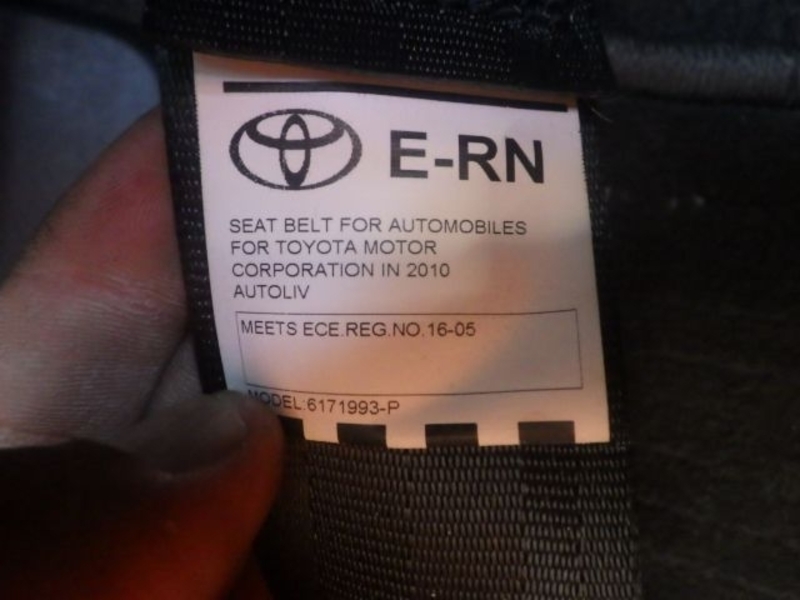 E-RN
SEAT BELT FOR AUTOMOBILES
FOR TOYOTA MOTOR
CORPORATION IN 2010
AUTOLIV
MEETS ECE.REG.NO.16-05
MODEL:6171993-P